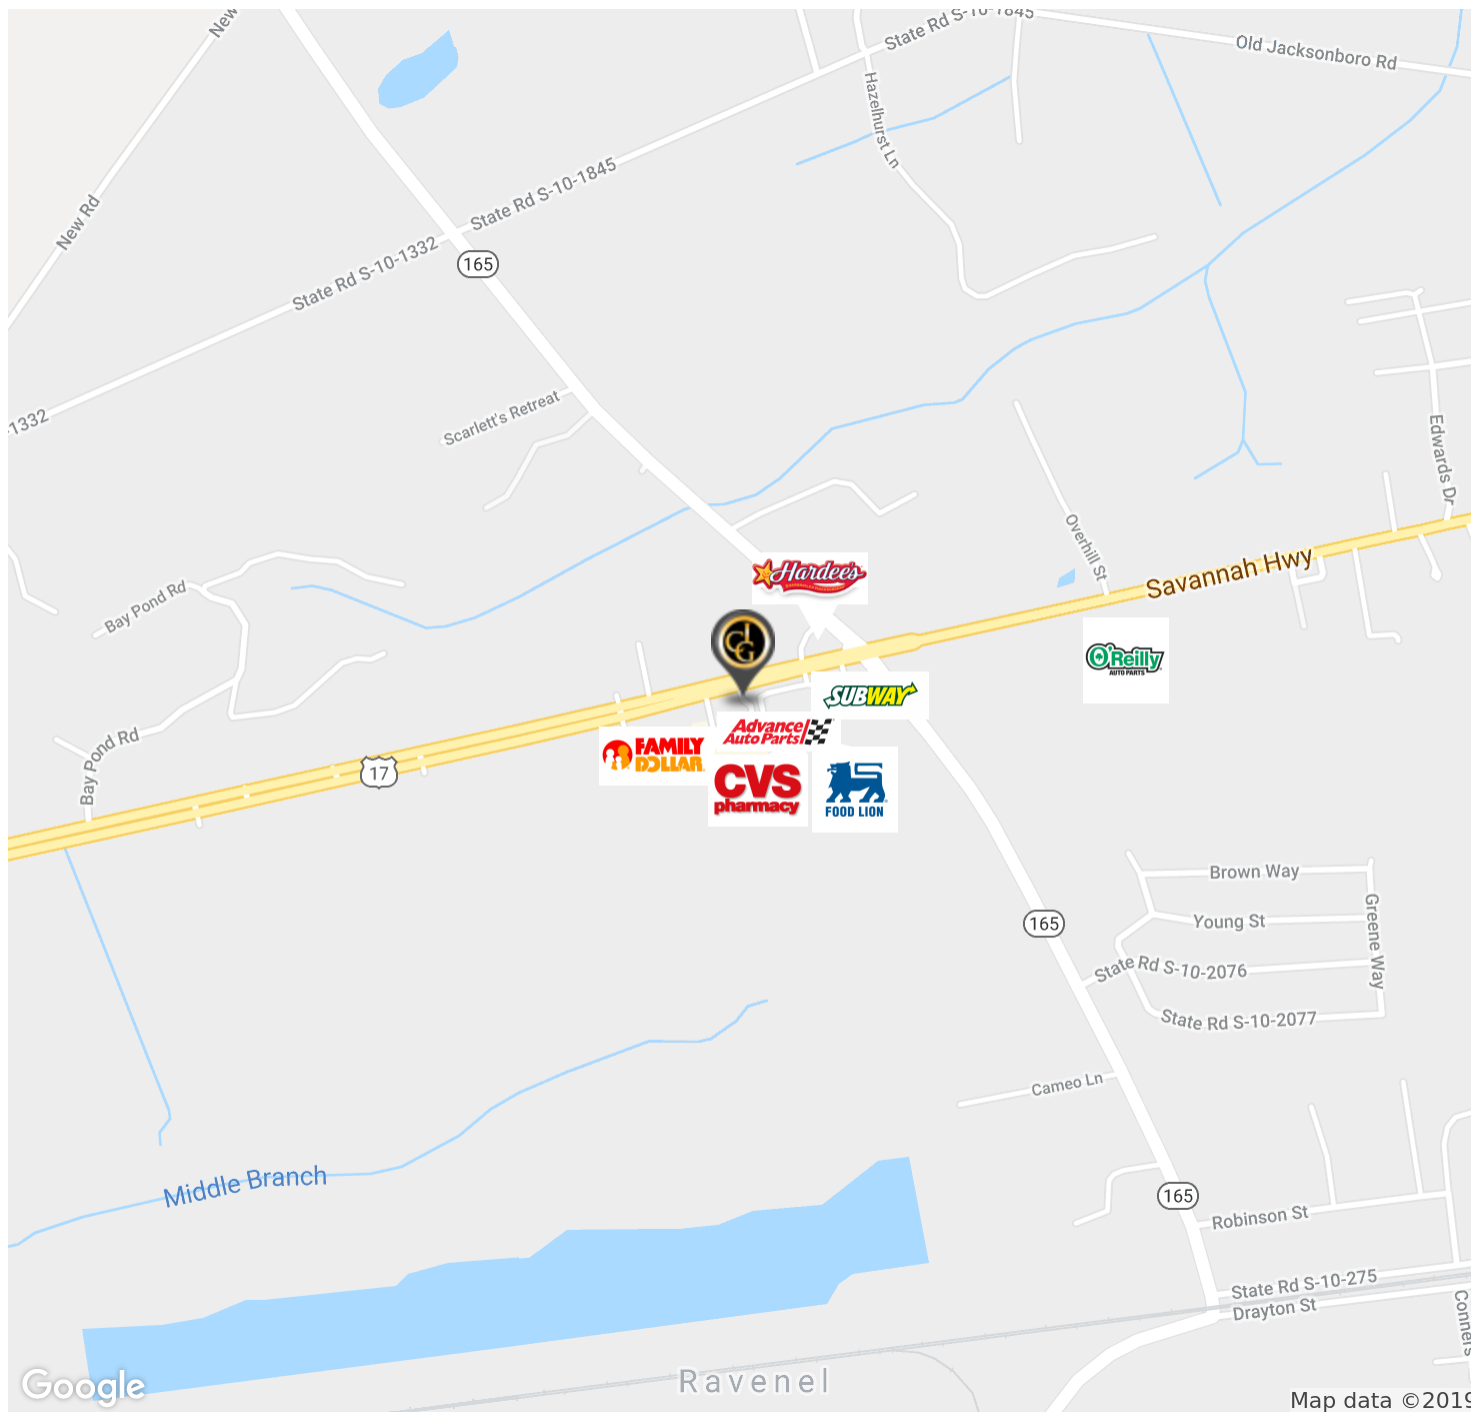 New
State Rd S-10-1845
Old Jacksonboro Rd
Hazelhurst Ln
State Rd S-10-1845
New Rd
State Rd S-10-1332
165
Scarlett's Retreat
-1332
Edwards Dr
Overhill St
Savannah Hwy
Hardee's
Bay Pond Rd
CIG
O'Reilly
AUTO PARTS
SUBWAY
Advance
Auto Parts
FAMILY
DOLLAR
Bay Pond Rd
17
CVS
pharmacy
FOOD LION
Brown Way
Young St
Greene Way
165
State Rd S-10-2076
State Rd S-10-2077
Cameo Ln
Middle Branch
165
Robinson St
State Rd S-10-275
Drayton St
Conners
Ravenel
Google
Map data ©2019